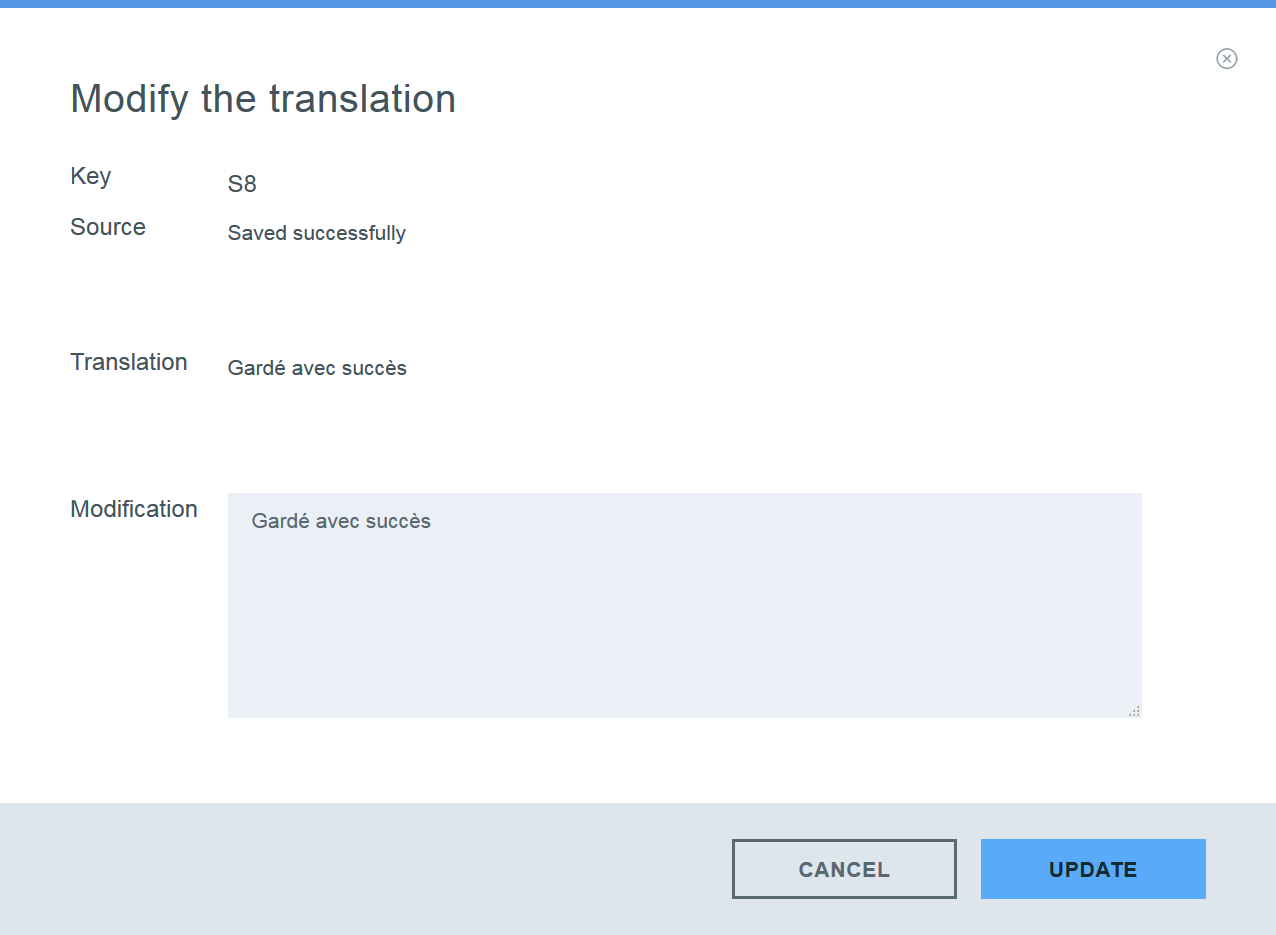 Modify the translation
Key
S8
Source
Saved successfully
Translation
Gardé avec succès
Modification
Gardé avec succès
CANCEL
UPDATE